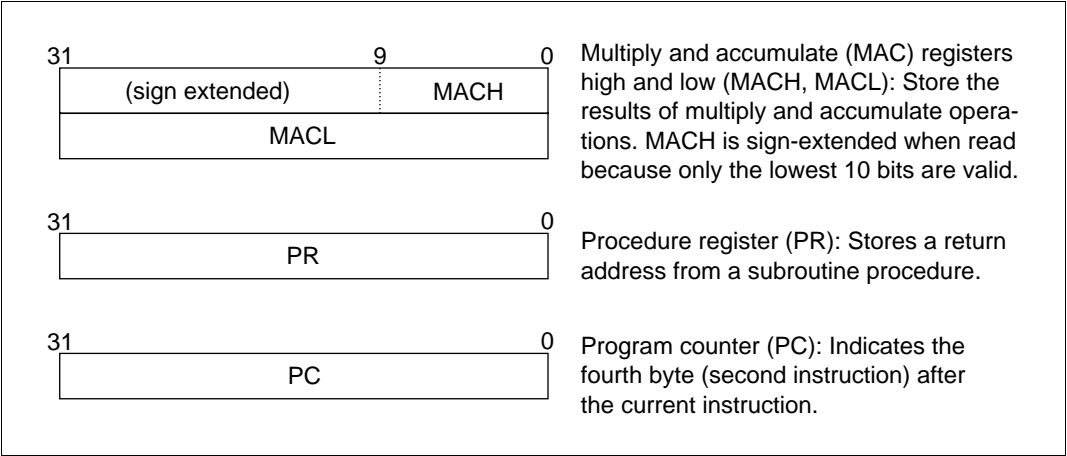 31 9 0
(sign extended) MACH
MACL
Multiply and accumulate (MAC) registers
high and low (MACH, MACL): Store the
results of multiply and accumulate opera-
tions. MACH is sign-extended when read
because only the lowest 10 bits are valid.
31 0
PR
Procedure register (PR): Stores a return
address from a subroutine procedure.
31 0
PC
Program counter (PC): Indicates the
fourth byte (second instruction) after
the current instruction.